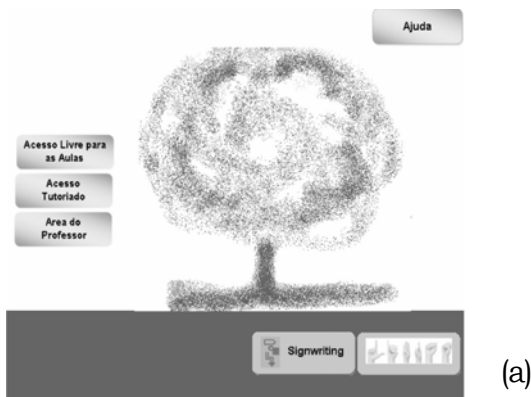 Ajuda
Acesso Livre para
as Aulas
Acesso
Tutoriado
Area do
Professor
Signwriting
(a)